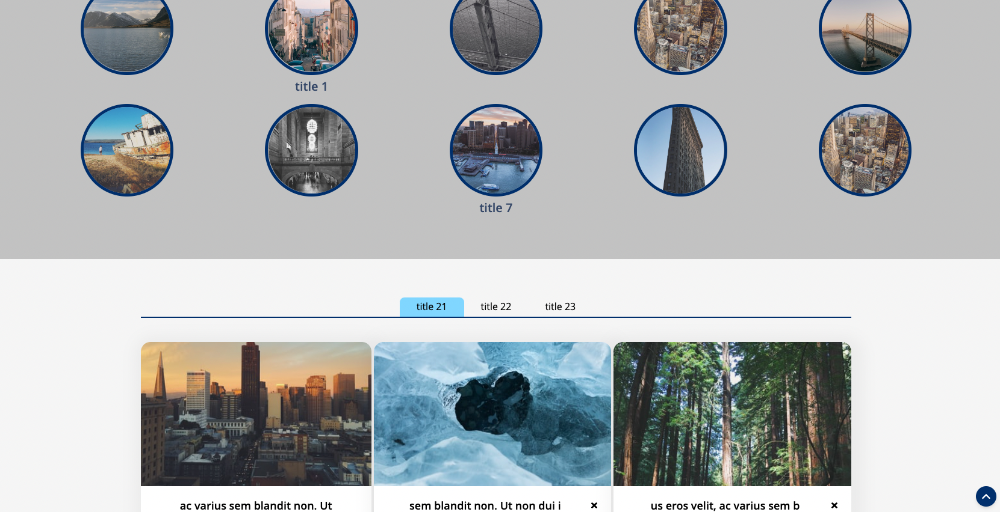 title 1
title 7
title 21
title 22
title 23
ac varius sem blandit non. Ut
sem blandit non. Ut non dui i
us eros velit, ac varius sem b